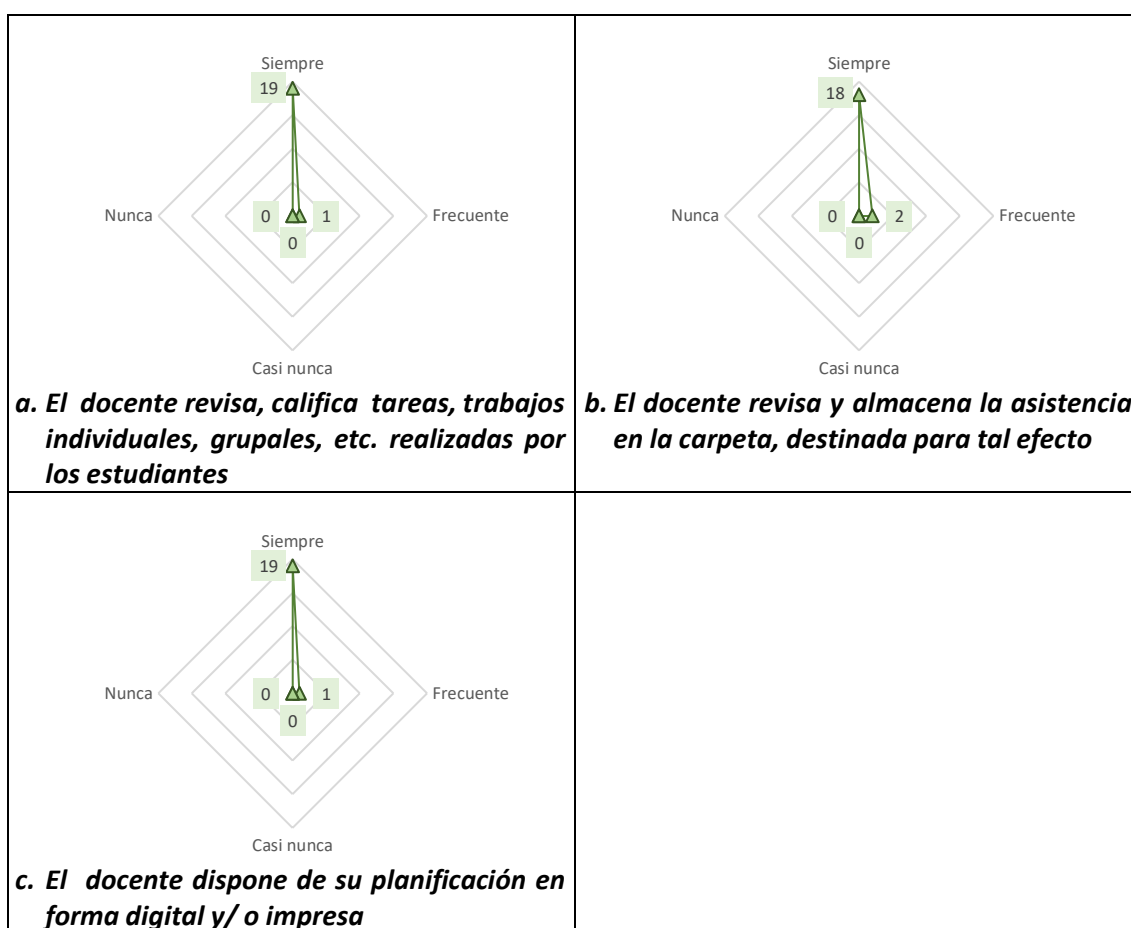 Siempre
19
Nunca
0
1
Frecuente
0
Casi nunca
a. El docente revisa, califica tareas, trabajos
individuales, grupales, etc. realizadas por
los estudiantes
Siempre
18
Nunca
0
2
Frecuente
0
Casi nunca
b. El docente revisa y almacena la asistencia
en la carpeta, destinada para tal efecto
Siempre
19
Nunca
0
1
Frecuente
0
Casi nunca
c. El docente dispone de su planificación en
forma digital y/ o impresa